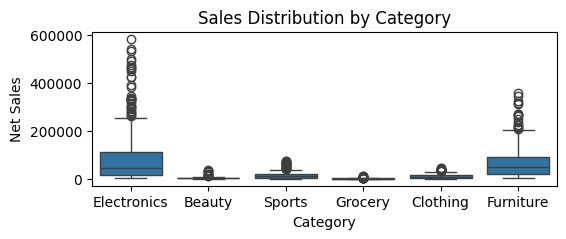 Sales Distribution by Category
600000
400000
200000
0
Net Sales
Electronics Beauty Sports Grocery Clothing Furniture
Category